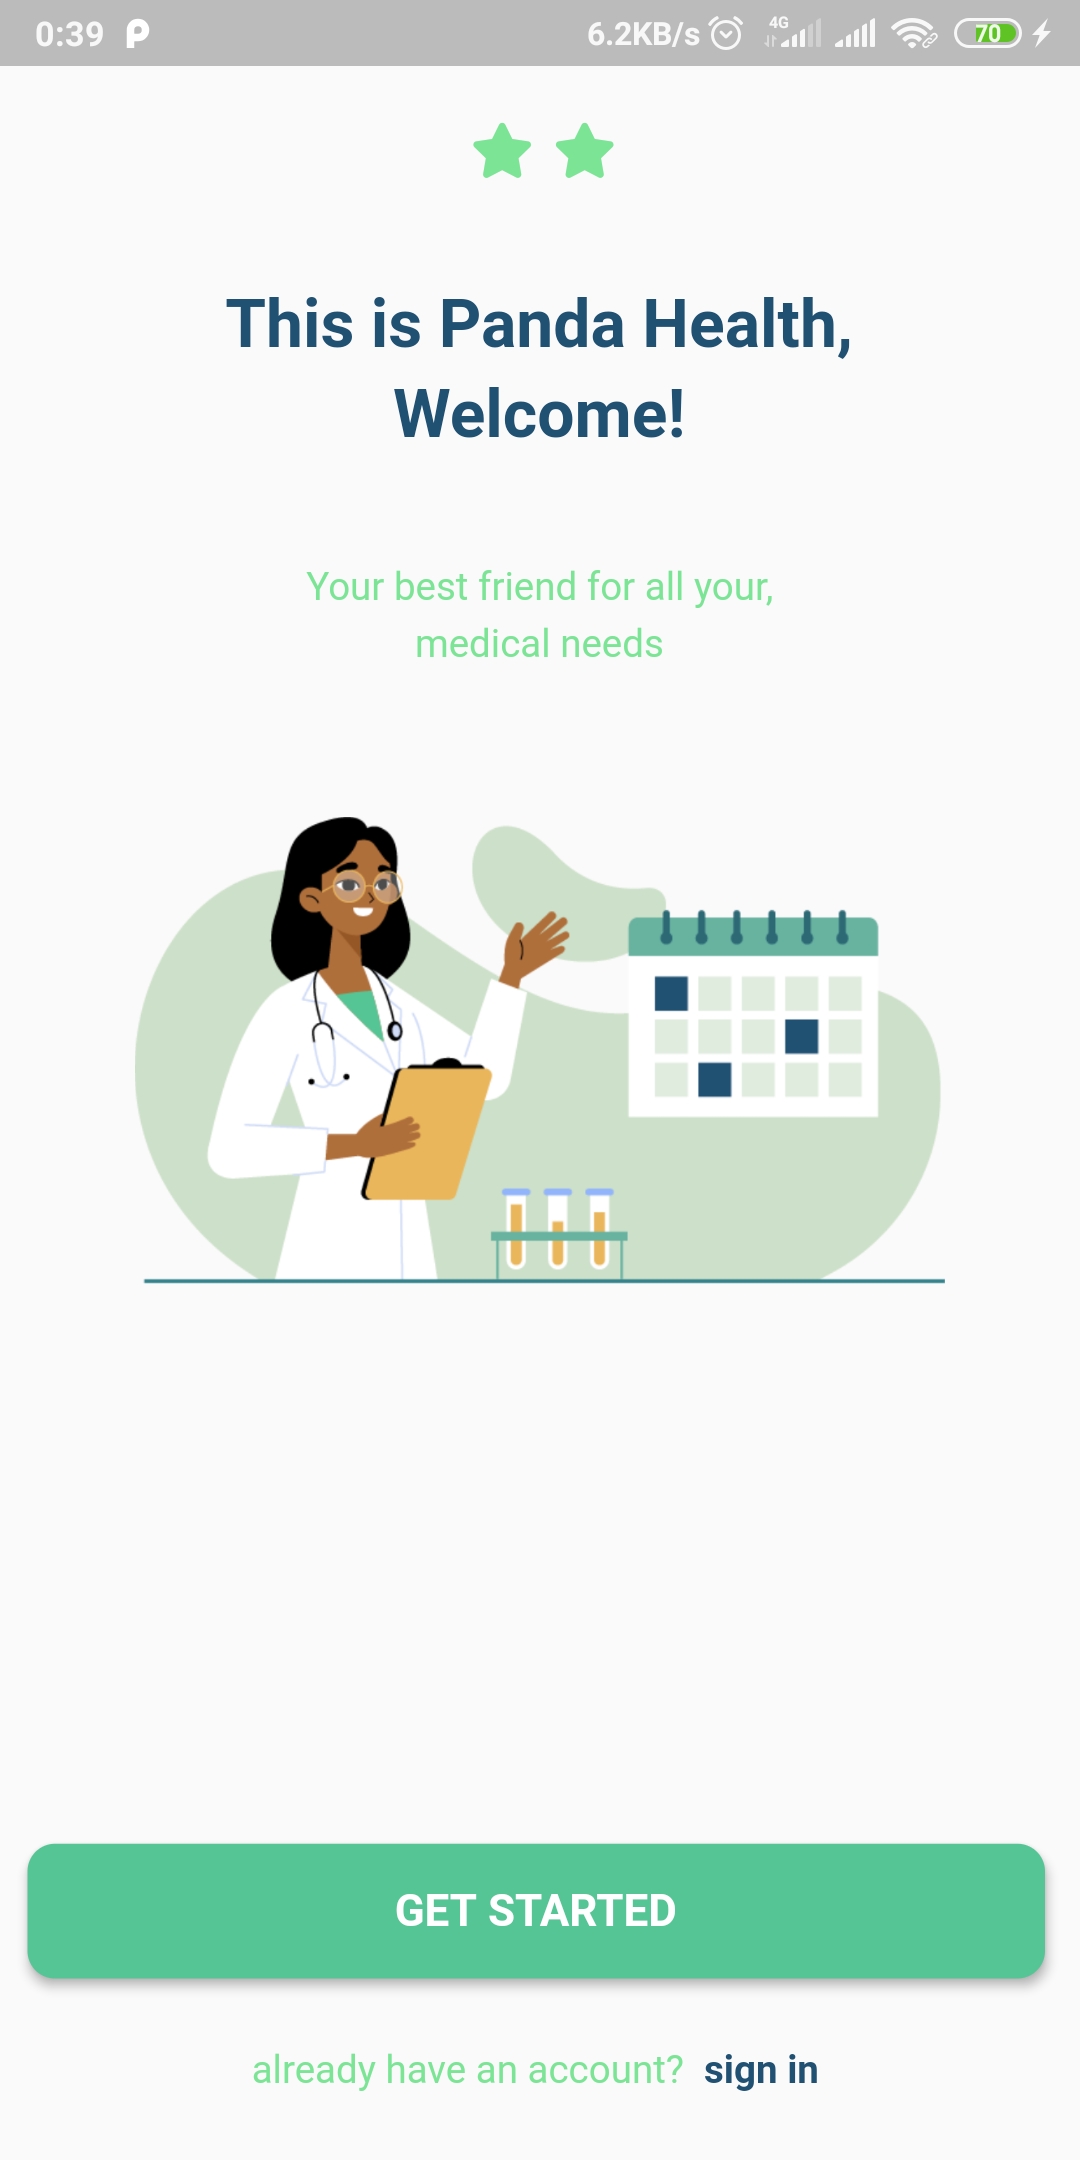 0:39 6.2KB/s 4G 70
This is Panda Health,
Welcome!
Your best friend for all your,
medical needs
GET STARTED
already have an account? sign in